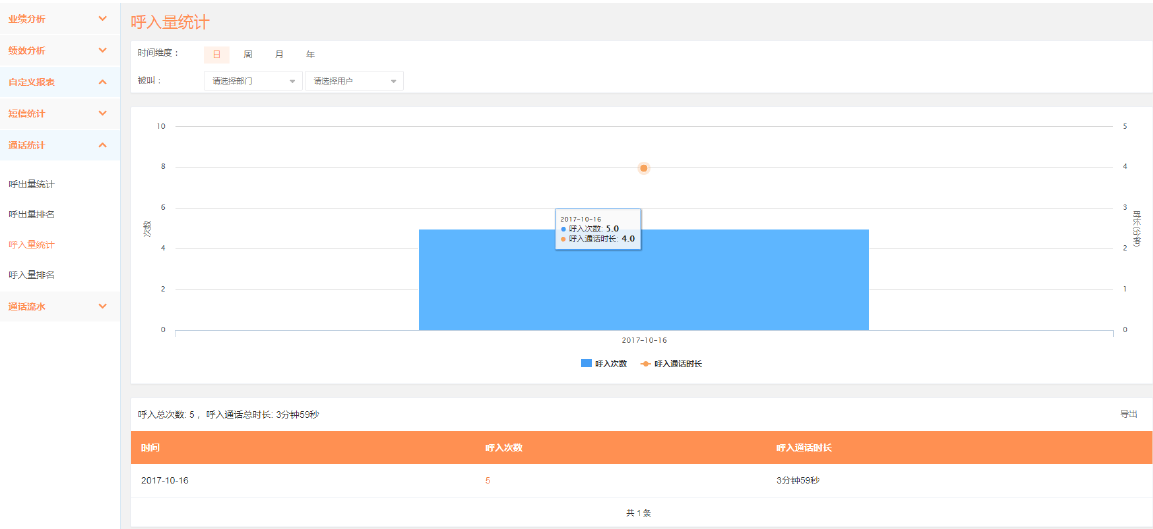 业绩分析
绩效分析
自定义报表
短信统计
通话统计
呼出量统计
呼出量排名
呼入量统计
呼入量排名
通话流水
呼入量统计
时间维度：
日 周 月 年
被叫：
请选择部门 请选择用户
10 5
8 4
6 3
4 2
2 1
0 0
次数
时长(分钟)
2017-10-16
呼入次数: 5.0
呼入通话时长: 4.0
2017-10-16
呼入次数 呼入通话时长
呼入总次数: 5 ，呼入通话总时长: 3分钟59秒 导出
时间 呼入次数 呼入通话时长
2017-10-16 5 3分钟59秒
共 1 条